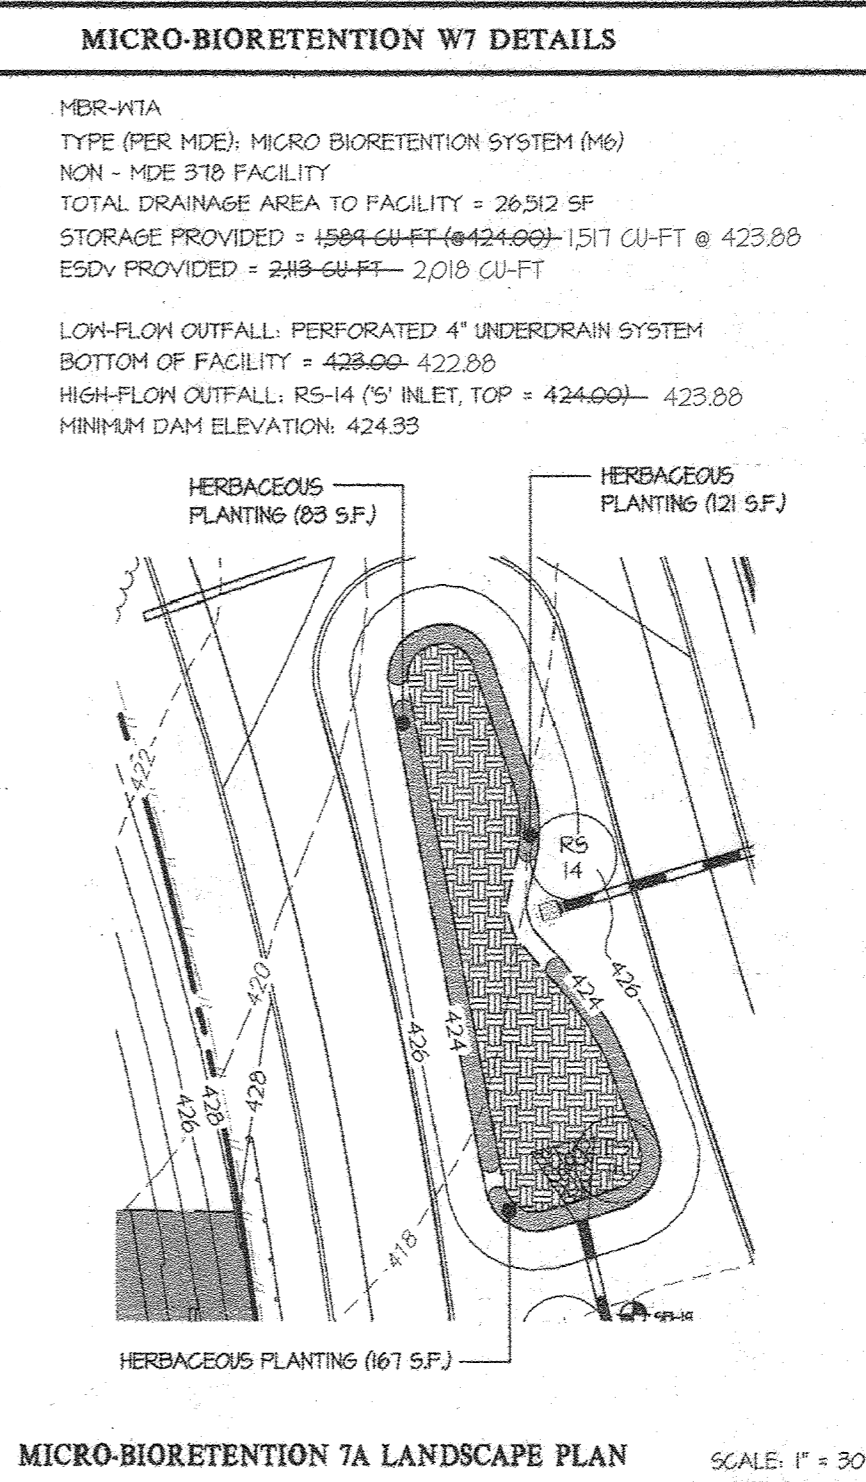 MICRO-BIORETENTION W7 DETAILS
MBR-W7A
TYPE (PER MDE): MICRO BIORETENTION SYSTEM (M6)
NON - MDE 378 FACILITY
TOTAL DRAINAGE AREA TO FACILITY = 26,512 SF
STORAGE PROVIDED = 1,589 CU-FT (@424.00) 1,517 CU-FT @ 423.88
ESDv PROVIDED = 2,113 CU-FT 2,018 CU-FT
LOW-FLOW OUTFALL: PERFORATED 4" UNDERDRAIN SYSTEM
BOTTOM OF FACILITY = 423.00 422.88
HIGH-FLOW OUTFALL: RS-14 ('S' INLET, TOP = 424.00) 423.88
MINIMUM DAM ELEVATION: 424.33
HERBACEOUS
PLANTING (83 S.F.)
HERBACEOUS
PLANTING (121 S.F.)
422
RS
14
420
426
424
424
426
426
428
428
418
HERBACEOUS PLANTING (167 S.F.)
MICRO-BIORETENTION 7A LANDSCAPE PLAN
SCALE: 1" = 30